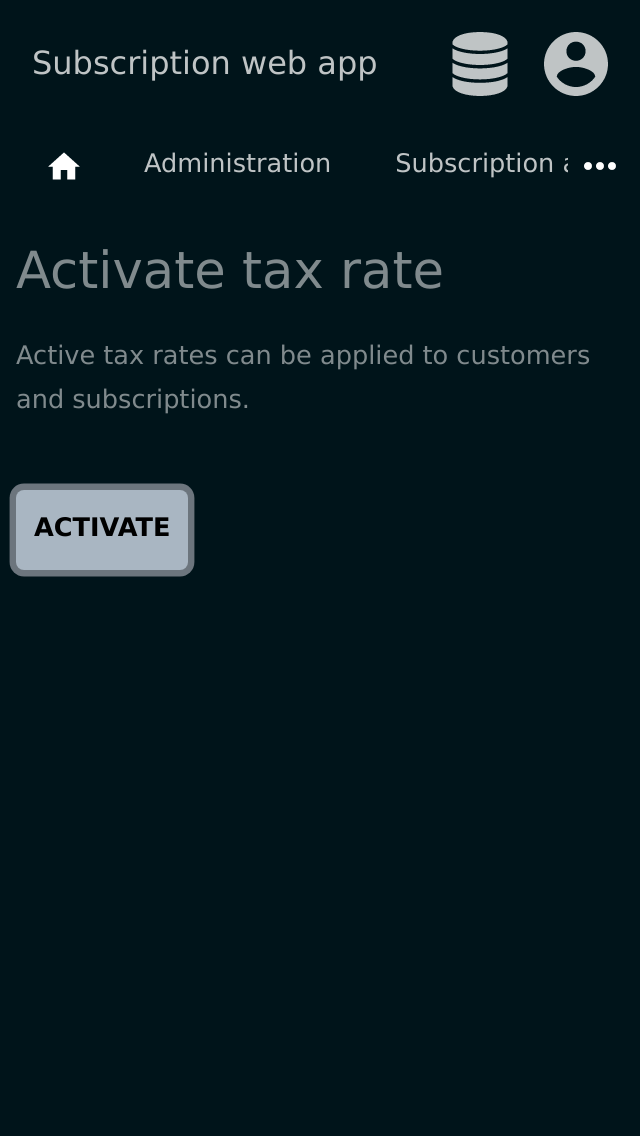 Subscription web app
Administration
Subscription
Activate tax rate
Active tax rates can be applied to customers
and subscriptions.
ACTIVATE